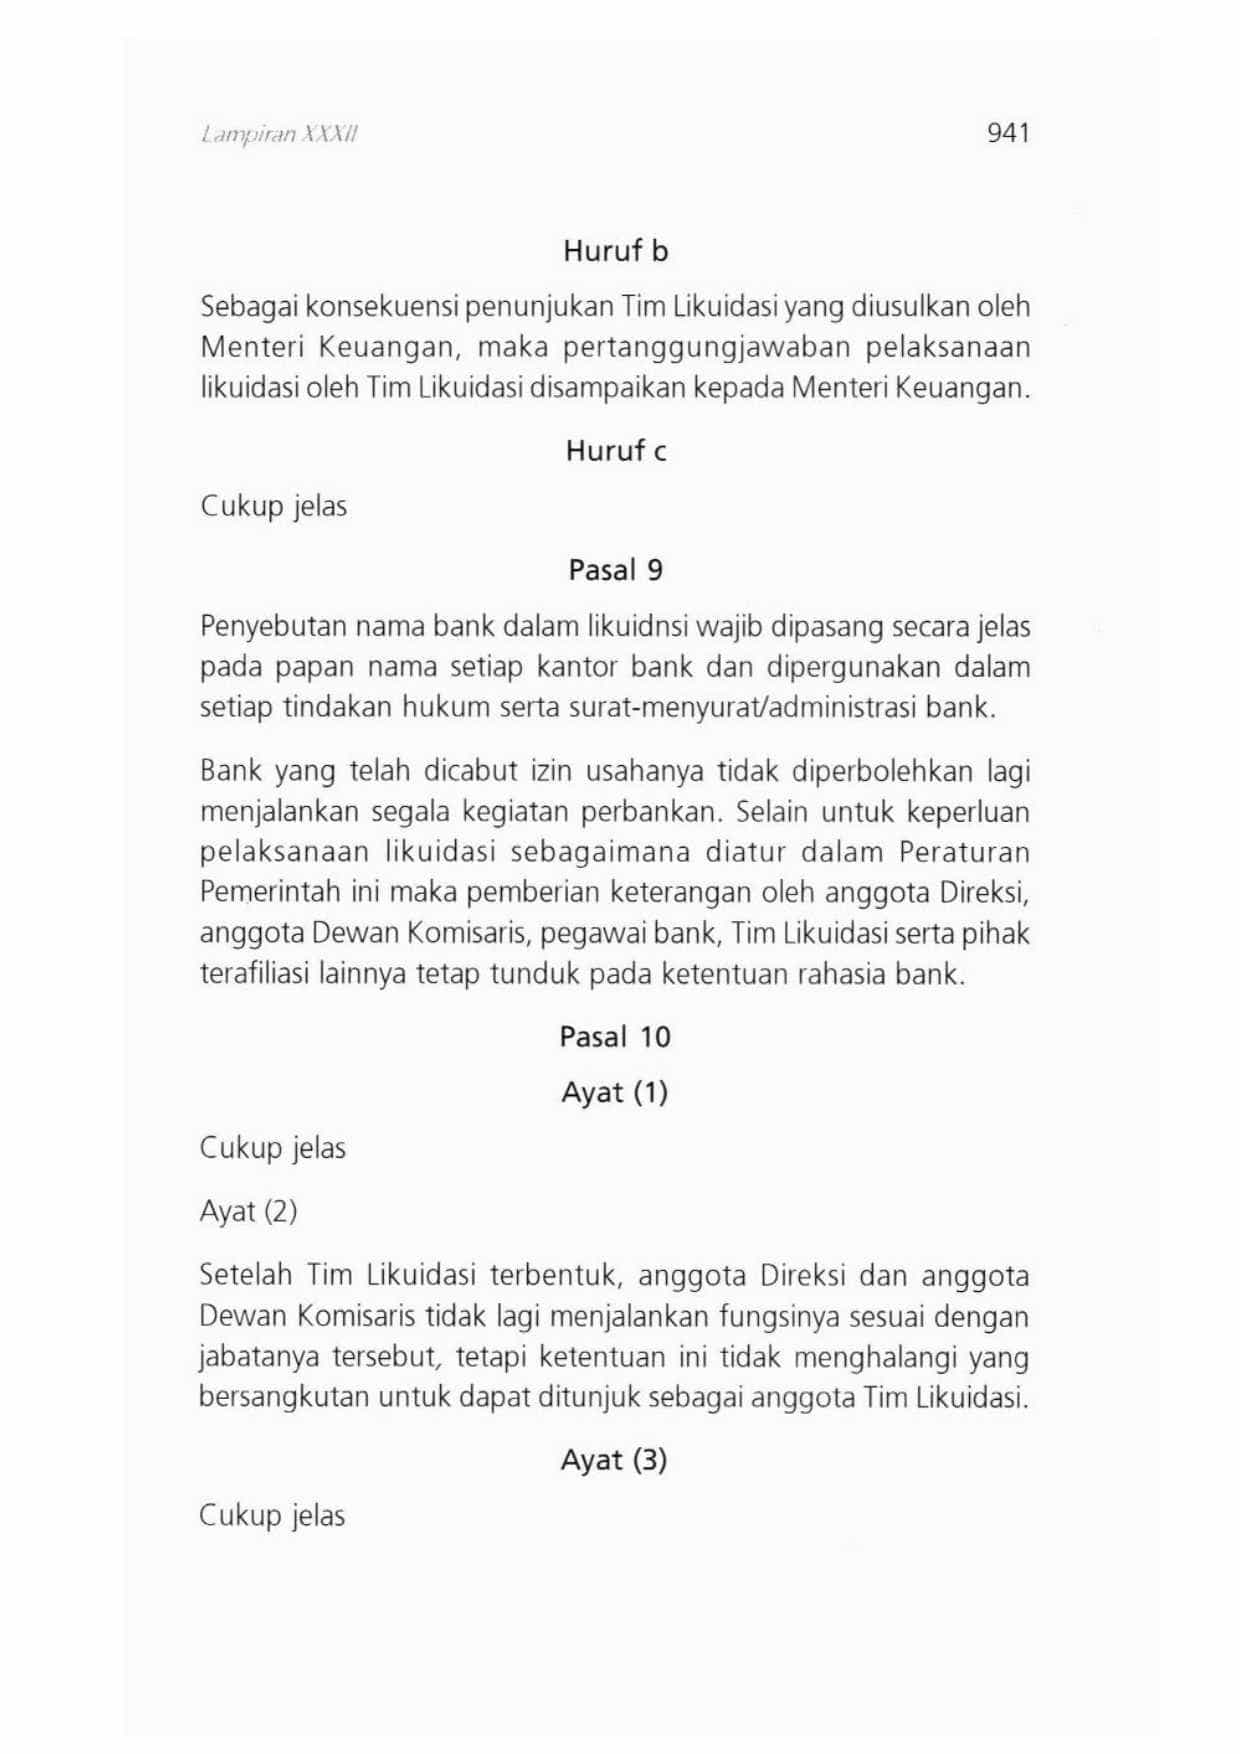 Lampiran XXXII
941
Huruf b
Sebagai konsekuensi penunjukan Tim Likuidasi yang diusulkan oleh
Menteri Keuangan, maka pertanggungjawaban pelaksanaan
likuidasi oleh Tim Likuidasi disampaikan kepada Menteri Keuangan.
Huruf c
Cukup jelas
Pasal 9
Penyebutan nama bank dalam likuidnsi wajib dipasang secara jelas
pada papan nama setiap kantor bank dan dipergunakan dalam
setiap tindakan hukum serta surat-menyurat/administrasi bank.
Bank yang telah dicabut izin usahanya tidak diperbolehkan lagi
menjalankan segala kegiatan perbankan. Selain untuk keperluan
pelaksanaan likuidasi sebagaimana diatur dalam Peraturan
Pemerintah ini maka pemberian keterangan oleh anggota Direksi,
anggota Dewan Komisaris, pegawai bank, Tim Likuidasi serta pihak
terafiliasi lainnya tetap tunduk pada ketentuan rahasia bank.
Pasal 10
Ayat (1)
Cukup jelas
Ayat (2)
Setelah Tim Likuidasi terbentuk, anggota Direksi dan anggota
Dewan Komisaris tidak lagi menjalankan fungsinya sesuai dengan
jabatanya tersebut, tetapi ketentuan ini tidak menghalangi yang
bersangkutan untuk dapat ditunjuk sebagai anggota Tim Likuidasi.
Ayat (3)
Cukup jelas